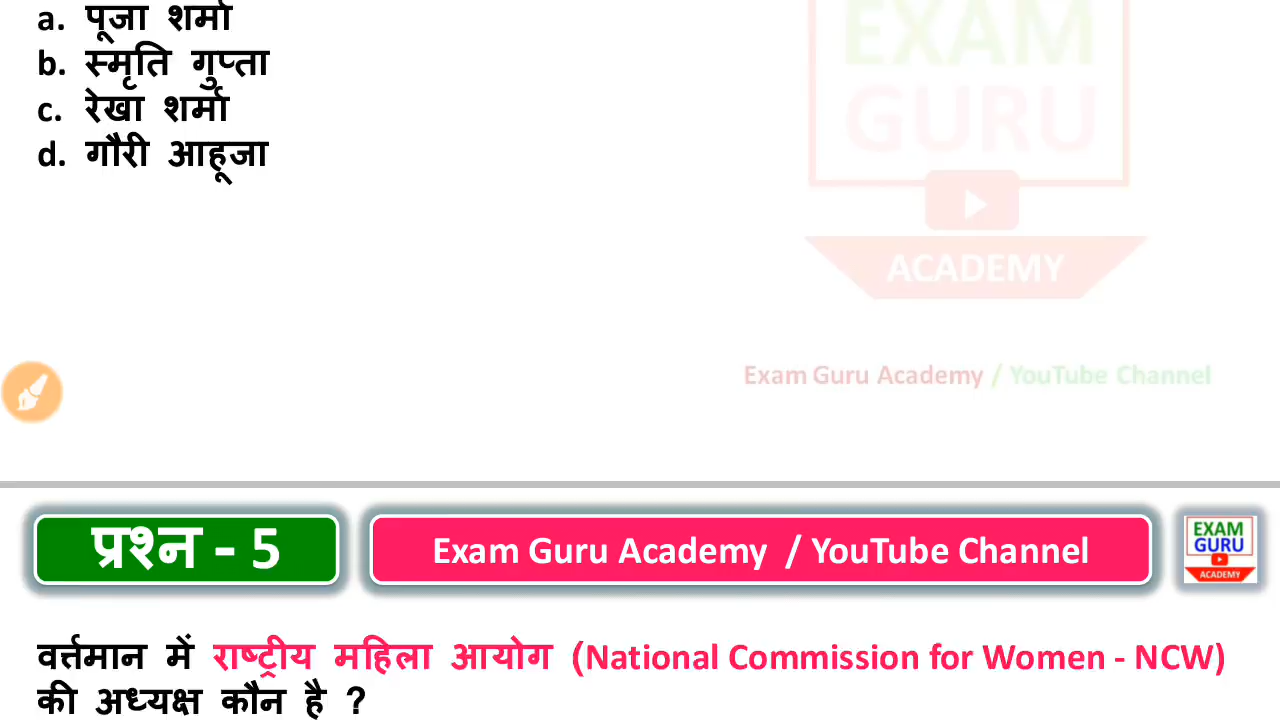 a. पूजा शर्मा
b. स्मृति गुप्ता
c. रेखा शर्मा
d. गौरी आहूजा
EXAM
GURU
ACADEMY
Exam Guru Academy / YouTube Channel
प्रश्न - 5
Exam Guru Academy / YouTube Channel
EXAM
GURU
ACADEMY
वर्त्तमान में राष्ट्रीय महिला आयोग (National Commission for Women - NCW)
की अध्यक्ष कौन है ?